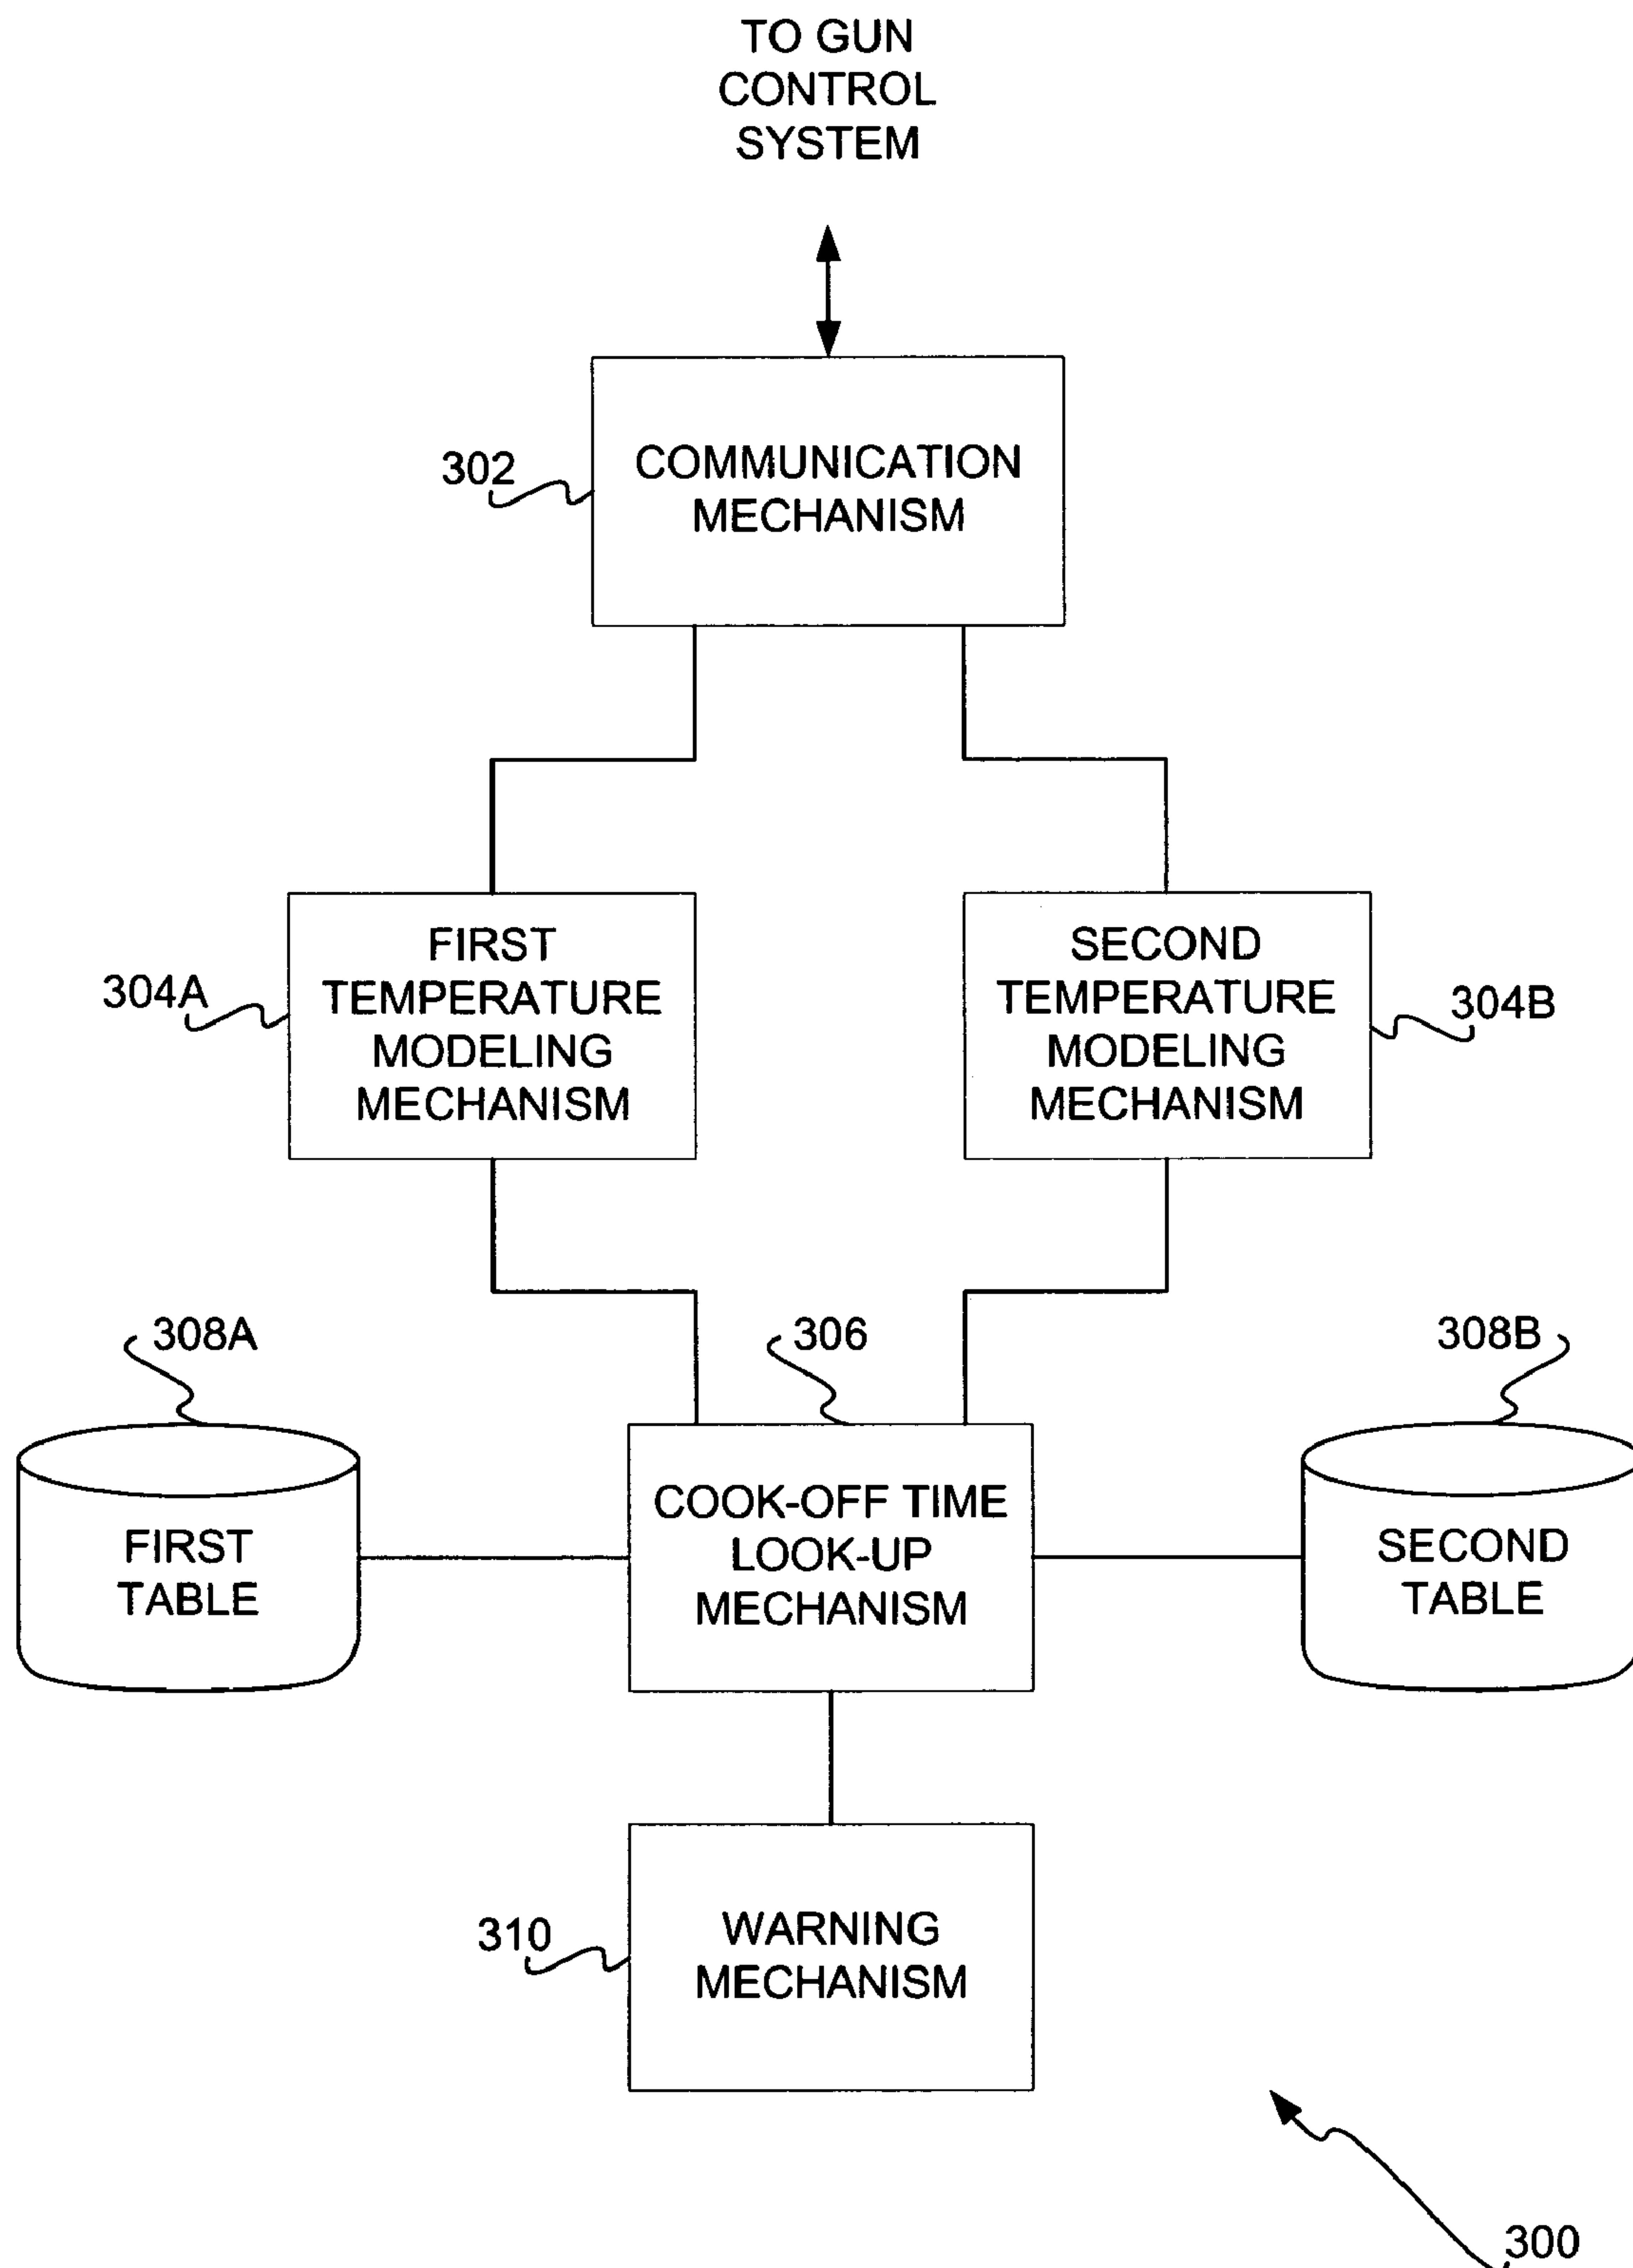 TO GUN
CONTROL
SYSTEM
302
COMMUNICATION
MECHANISM
304A
FIRST
TEMPERATURE
MODELING
MECHANISM
SECOND
TEMPERATURE
MODELING
MECHANISM
304B
308A
306
308B
FIRST
TABLE
COOK-OFF TIME
LOOK-UP
MECHANISM
SECOND
TABLE
310
WARNING
MECHANISM
300